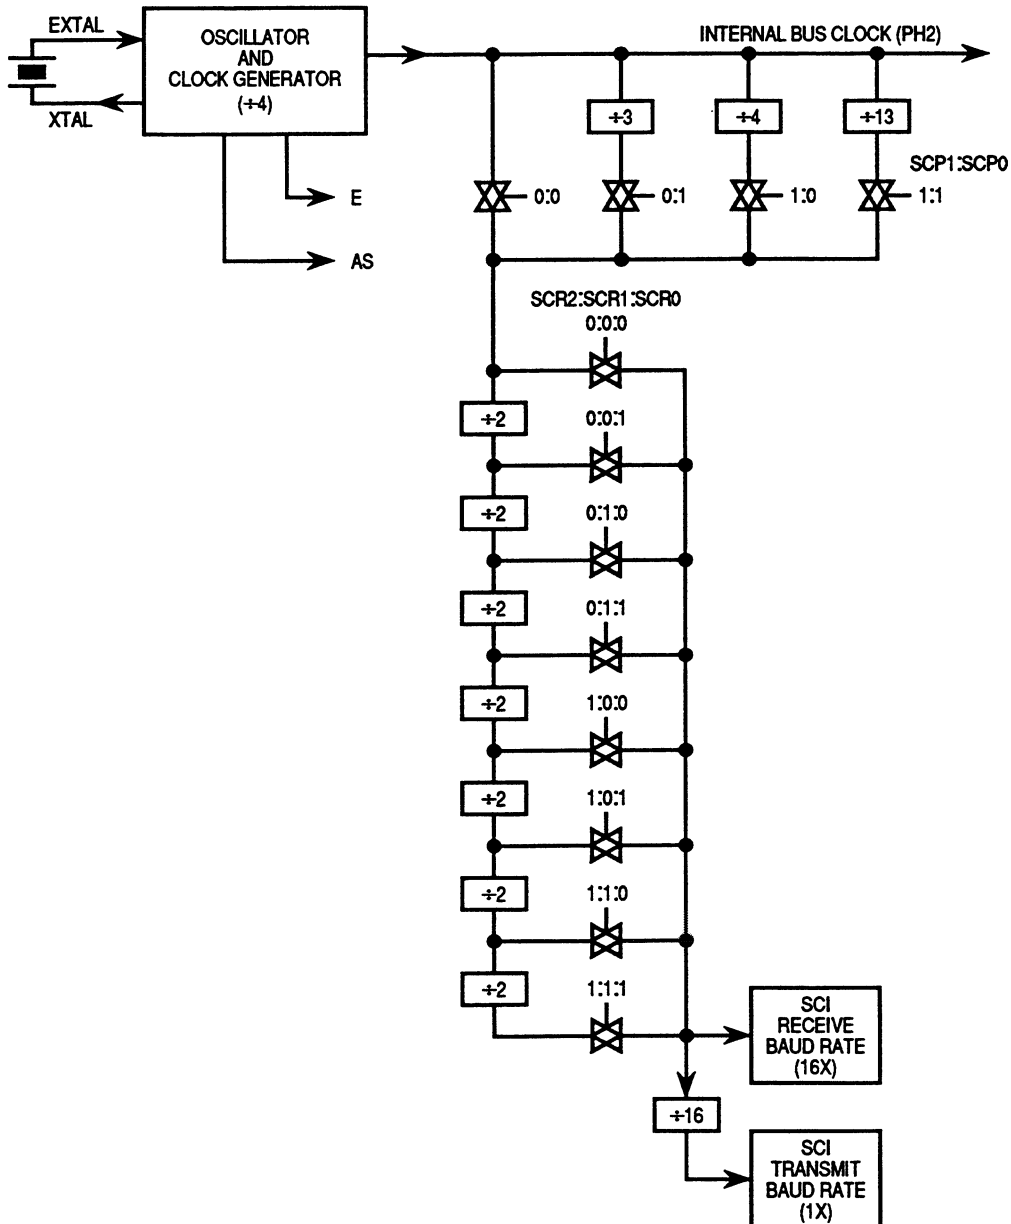 EXTAL
XTAL
OSCILLATOR
AND
CLOCK GENERATOR
(÷4)
INTERNAL BUS CLOCK (PH2)
÷3
÷4
÷13
SCP1:SCP0
0:0
0:1
1:0
1:1
E
AS
SCR2:SCR1:SCR0
0:0:0
÷2
0:0:1
÷2
0:1:0
÷2
0:1:1
÷2
1:0:0
÷2
1:0:1
÷2
1:1:0
÷2
1:1:1
SCI
RECEIVE
BAUD RATE
(16X)
÷16
SCI
TRANSMIT
BAUD RATE
(1X)